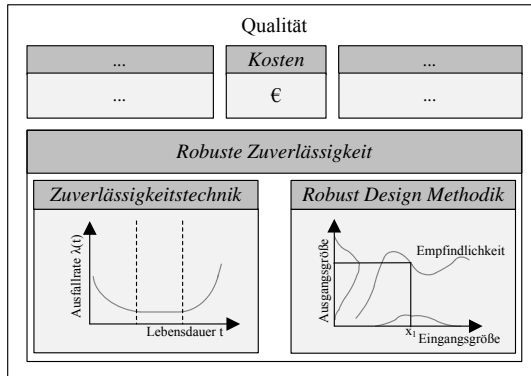 Qualität
...
Kosten
...
...
€
...
Robuste Zuverlässigkeit
Zuverlässigkeitstechnik
Ausfallrate λ(t)
Lebensdauer t
Robust Design Methodik
Ausgangsgröße
Empfindlichkeit
x1
Eingangsgröße